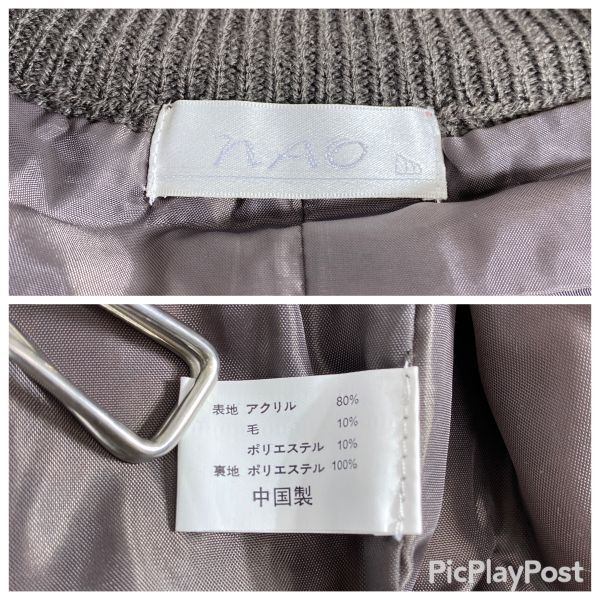 NAO
表地 アクリル 80%
毛 10%
ポリエステル 10%
裏地 ポリエステル 100%
中国製
PicPlayPost